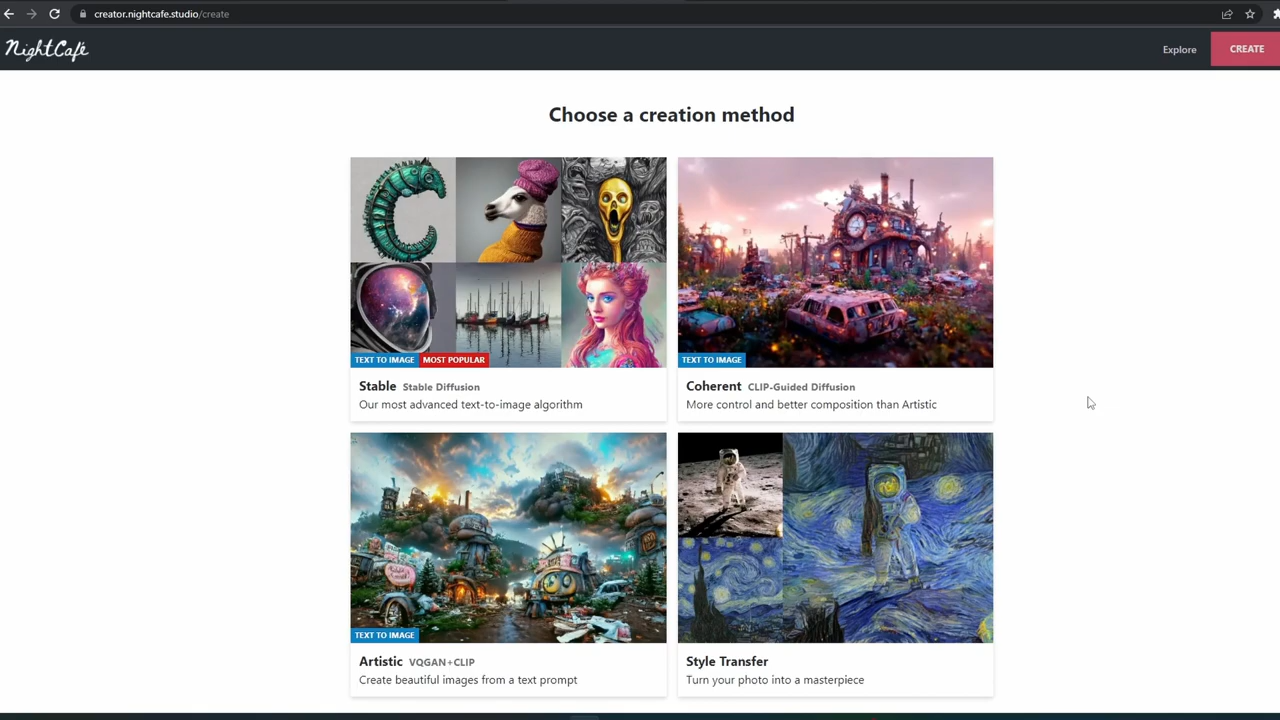 creator.nightcafe.studio/create
NightCafé
Explore
CREATE
Choose a creation method
TEXT TO IMAGE
MOST POPULAR
Stable Stable Diffusion
Our most advanced text-to-image algorithm
TEXT TO IMAGE
Coherent CLIP-Guided Diffusion
More control and better composition than Artistic
TEXT TO IMAGE
Artistic VQGAN+CLIP
Create beautiful images from a text prompt
Style Transfer
Turn your photo into a masterpiece